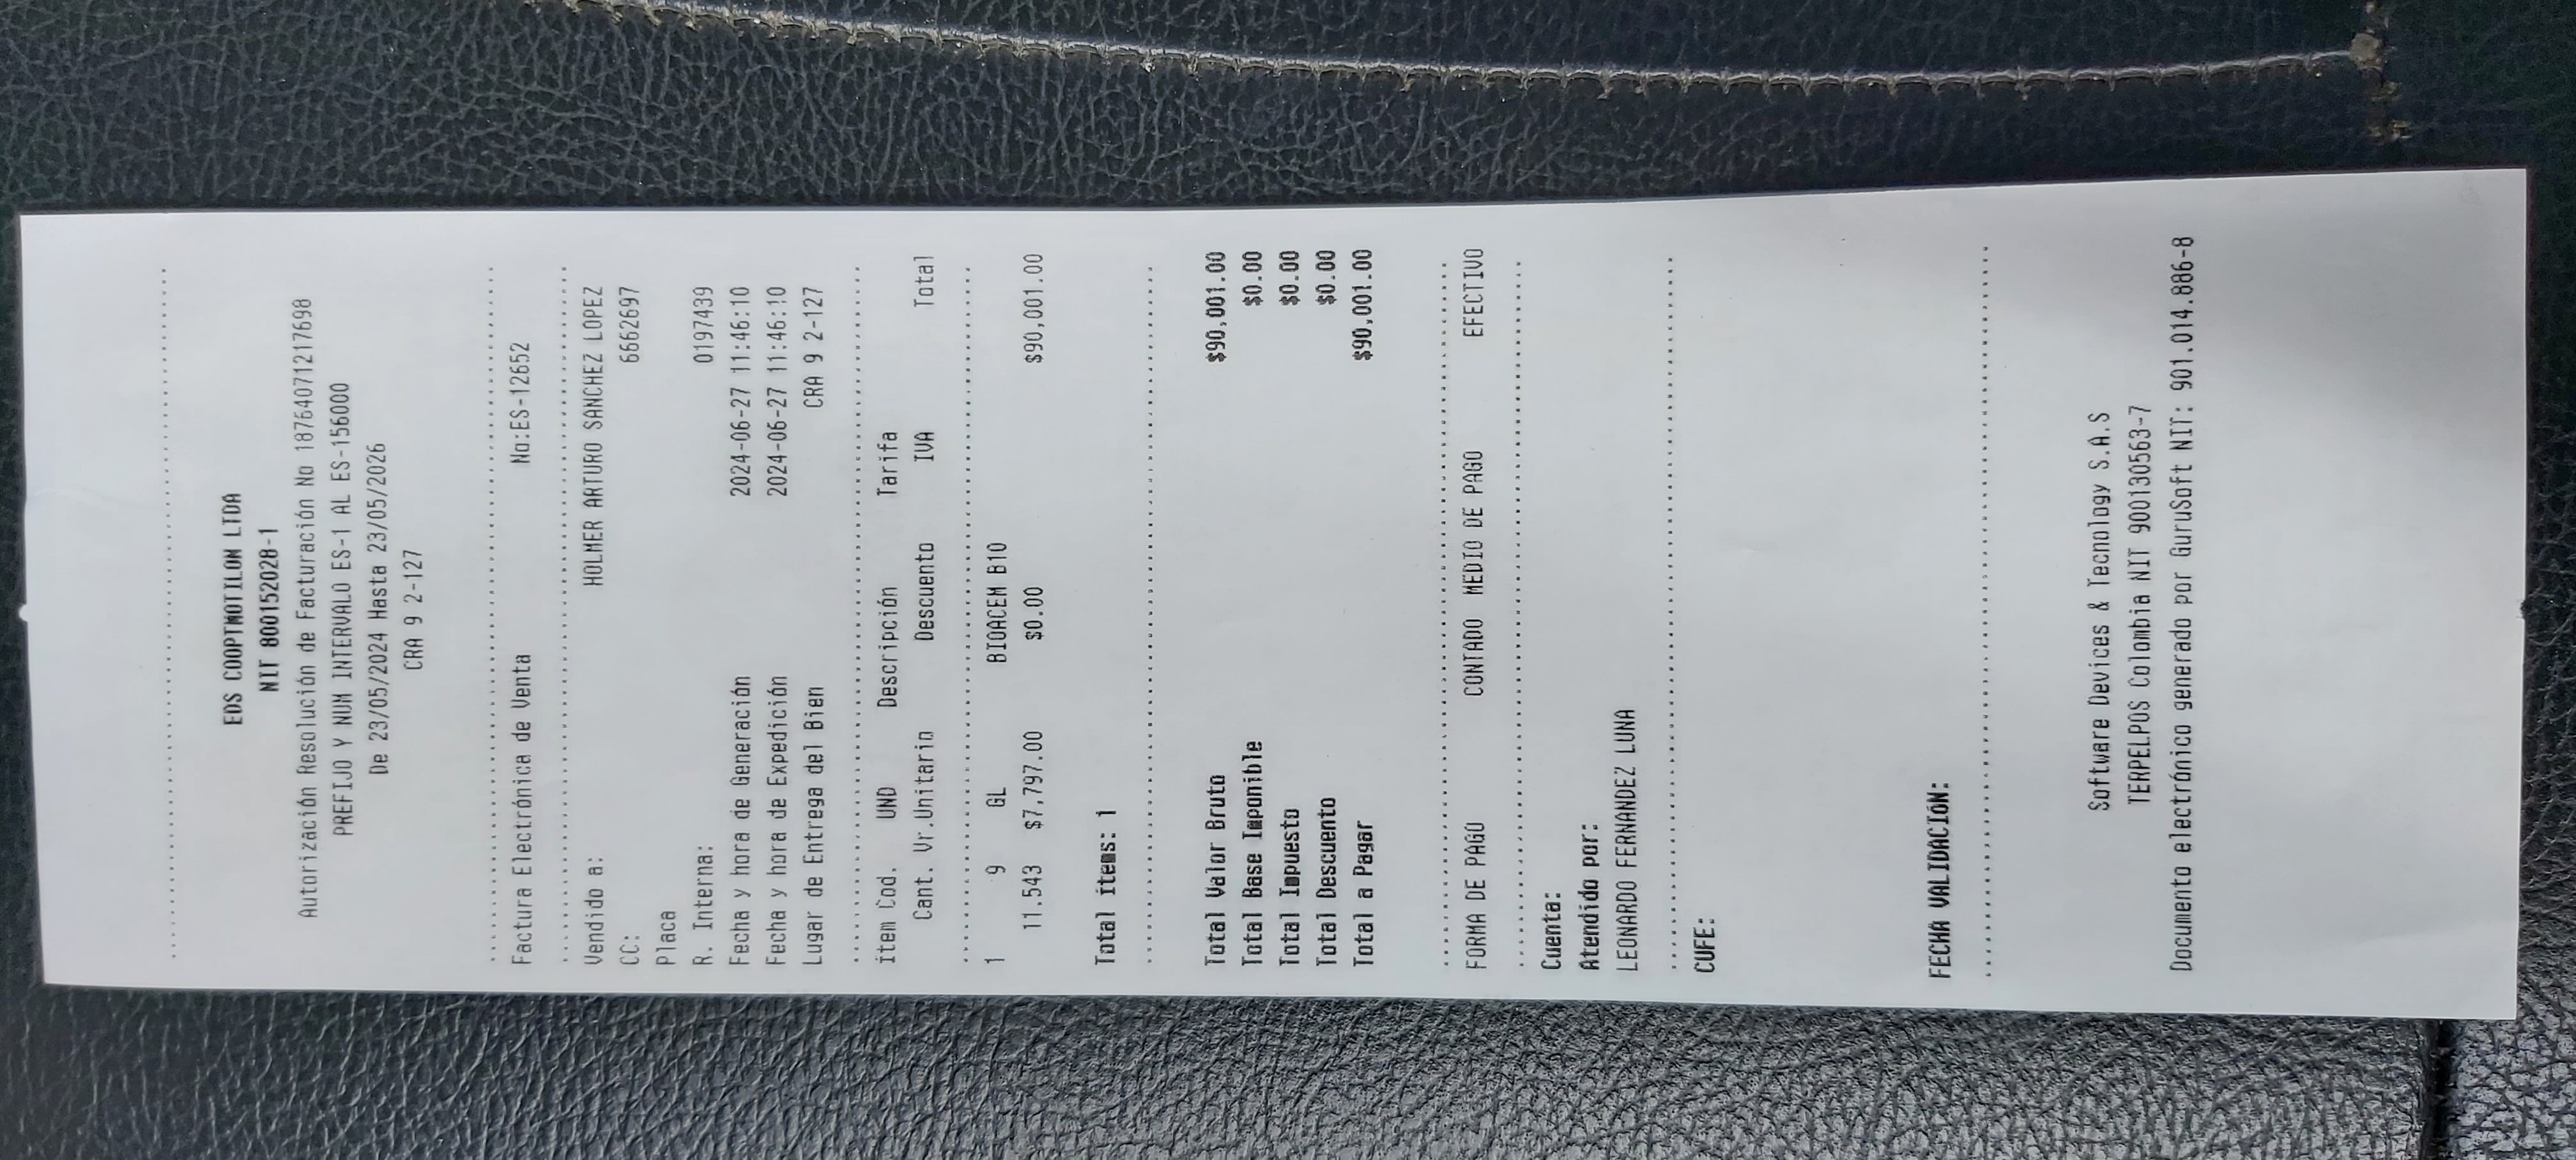 EDS COOPTMOTILON LTDA
NIT 800152028-1
Autorización Resolución de Facturación No 18764071217698
PREFIJO Y NUM INTERVALO ES-1 AL ES-156000
De 23/05/2024 Hasta 23/05/2026
CRA 9 2-127
Factura Electrónica de Venta No:ES-12652
Vendido a: HOLMER ARTURO SANCHEZ LOPEZ
CC: 6662697
Placa
R. Interna: 0197439
Fecha y hora de Generación 2024-06-27 11:46:10
Fecha y hora de Expedición 2024-06-27 11:46:10
Lugar de Entrega del Bien CRA 9 2-127
Ítem Cod. UND Descripción Tarifa
Cant. Vr.Unitario Descuento IVA Total
1 9 GL BIOACEM B10
11.543 $7,797.00 $0.00 $90,001.00
Total ítems: 1
Total Valor Bruto $90,001.00
Total Base Imponible $0.00
Total Impuesto $0.00
Total Descuento $0.00
Total a Pagar $90,001.00
FORMA DE PAGO CONTADO MEDIO DE PAGO EFECTIVO
Cuenta:
Atendido por:
LEONARDO FERNANDEZ LUNA
CUFE:
FECHA VALIDACIÓN:
Software Devices & Tecnology S.A.S
TERPELPOS Colombia NIT 900130563-7
Documento electrónico generado por GuruSoft NIT: 901.014.886-8